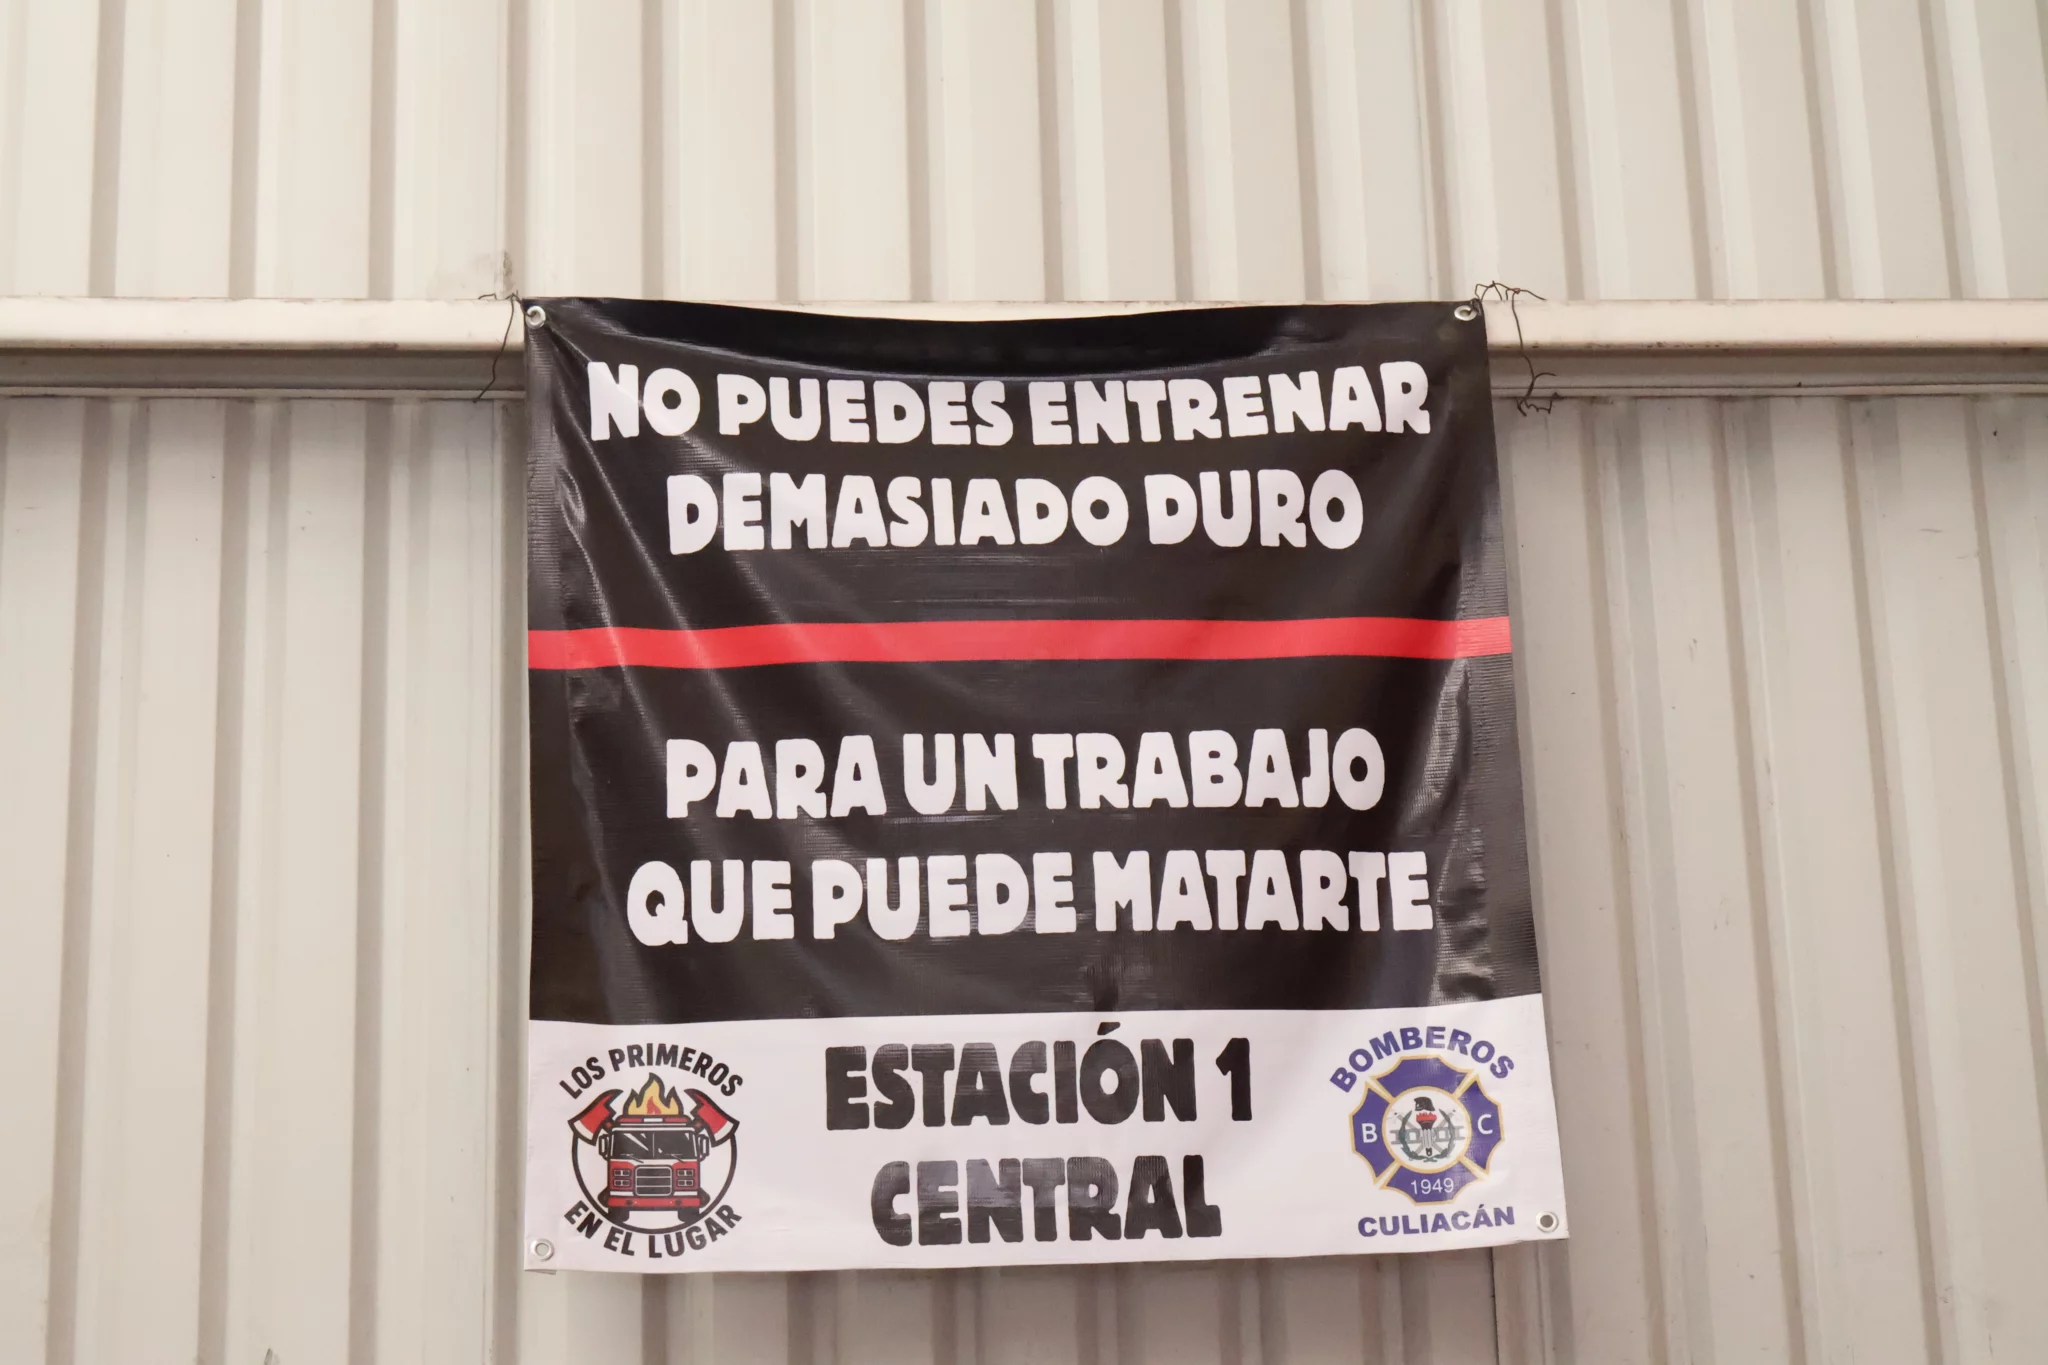 NO PUEDES ENTRENAR
DEMASIADO DURO
PARA UN TRABAJO
QUE PUEDE MATARTE
LOS PRIMEROS
EN EL LUGAR
ESTACIÓN 1
CENTRAL
BOMBEROS
B C
1949
CULIACÁN